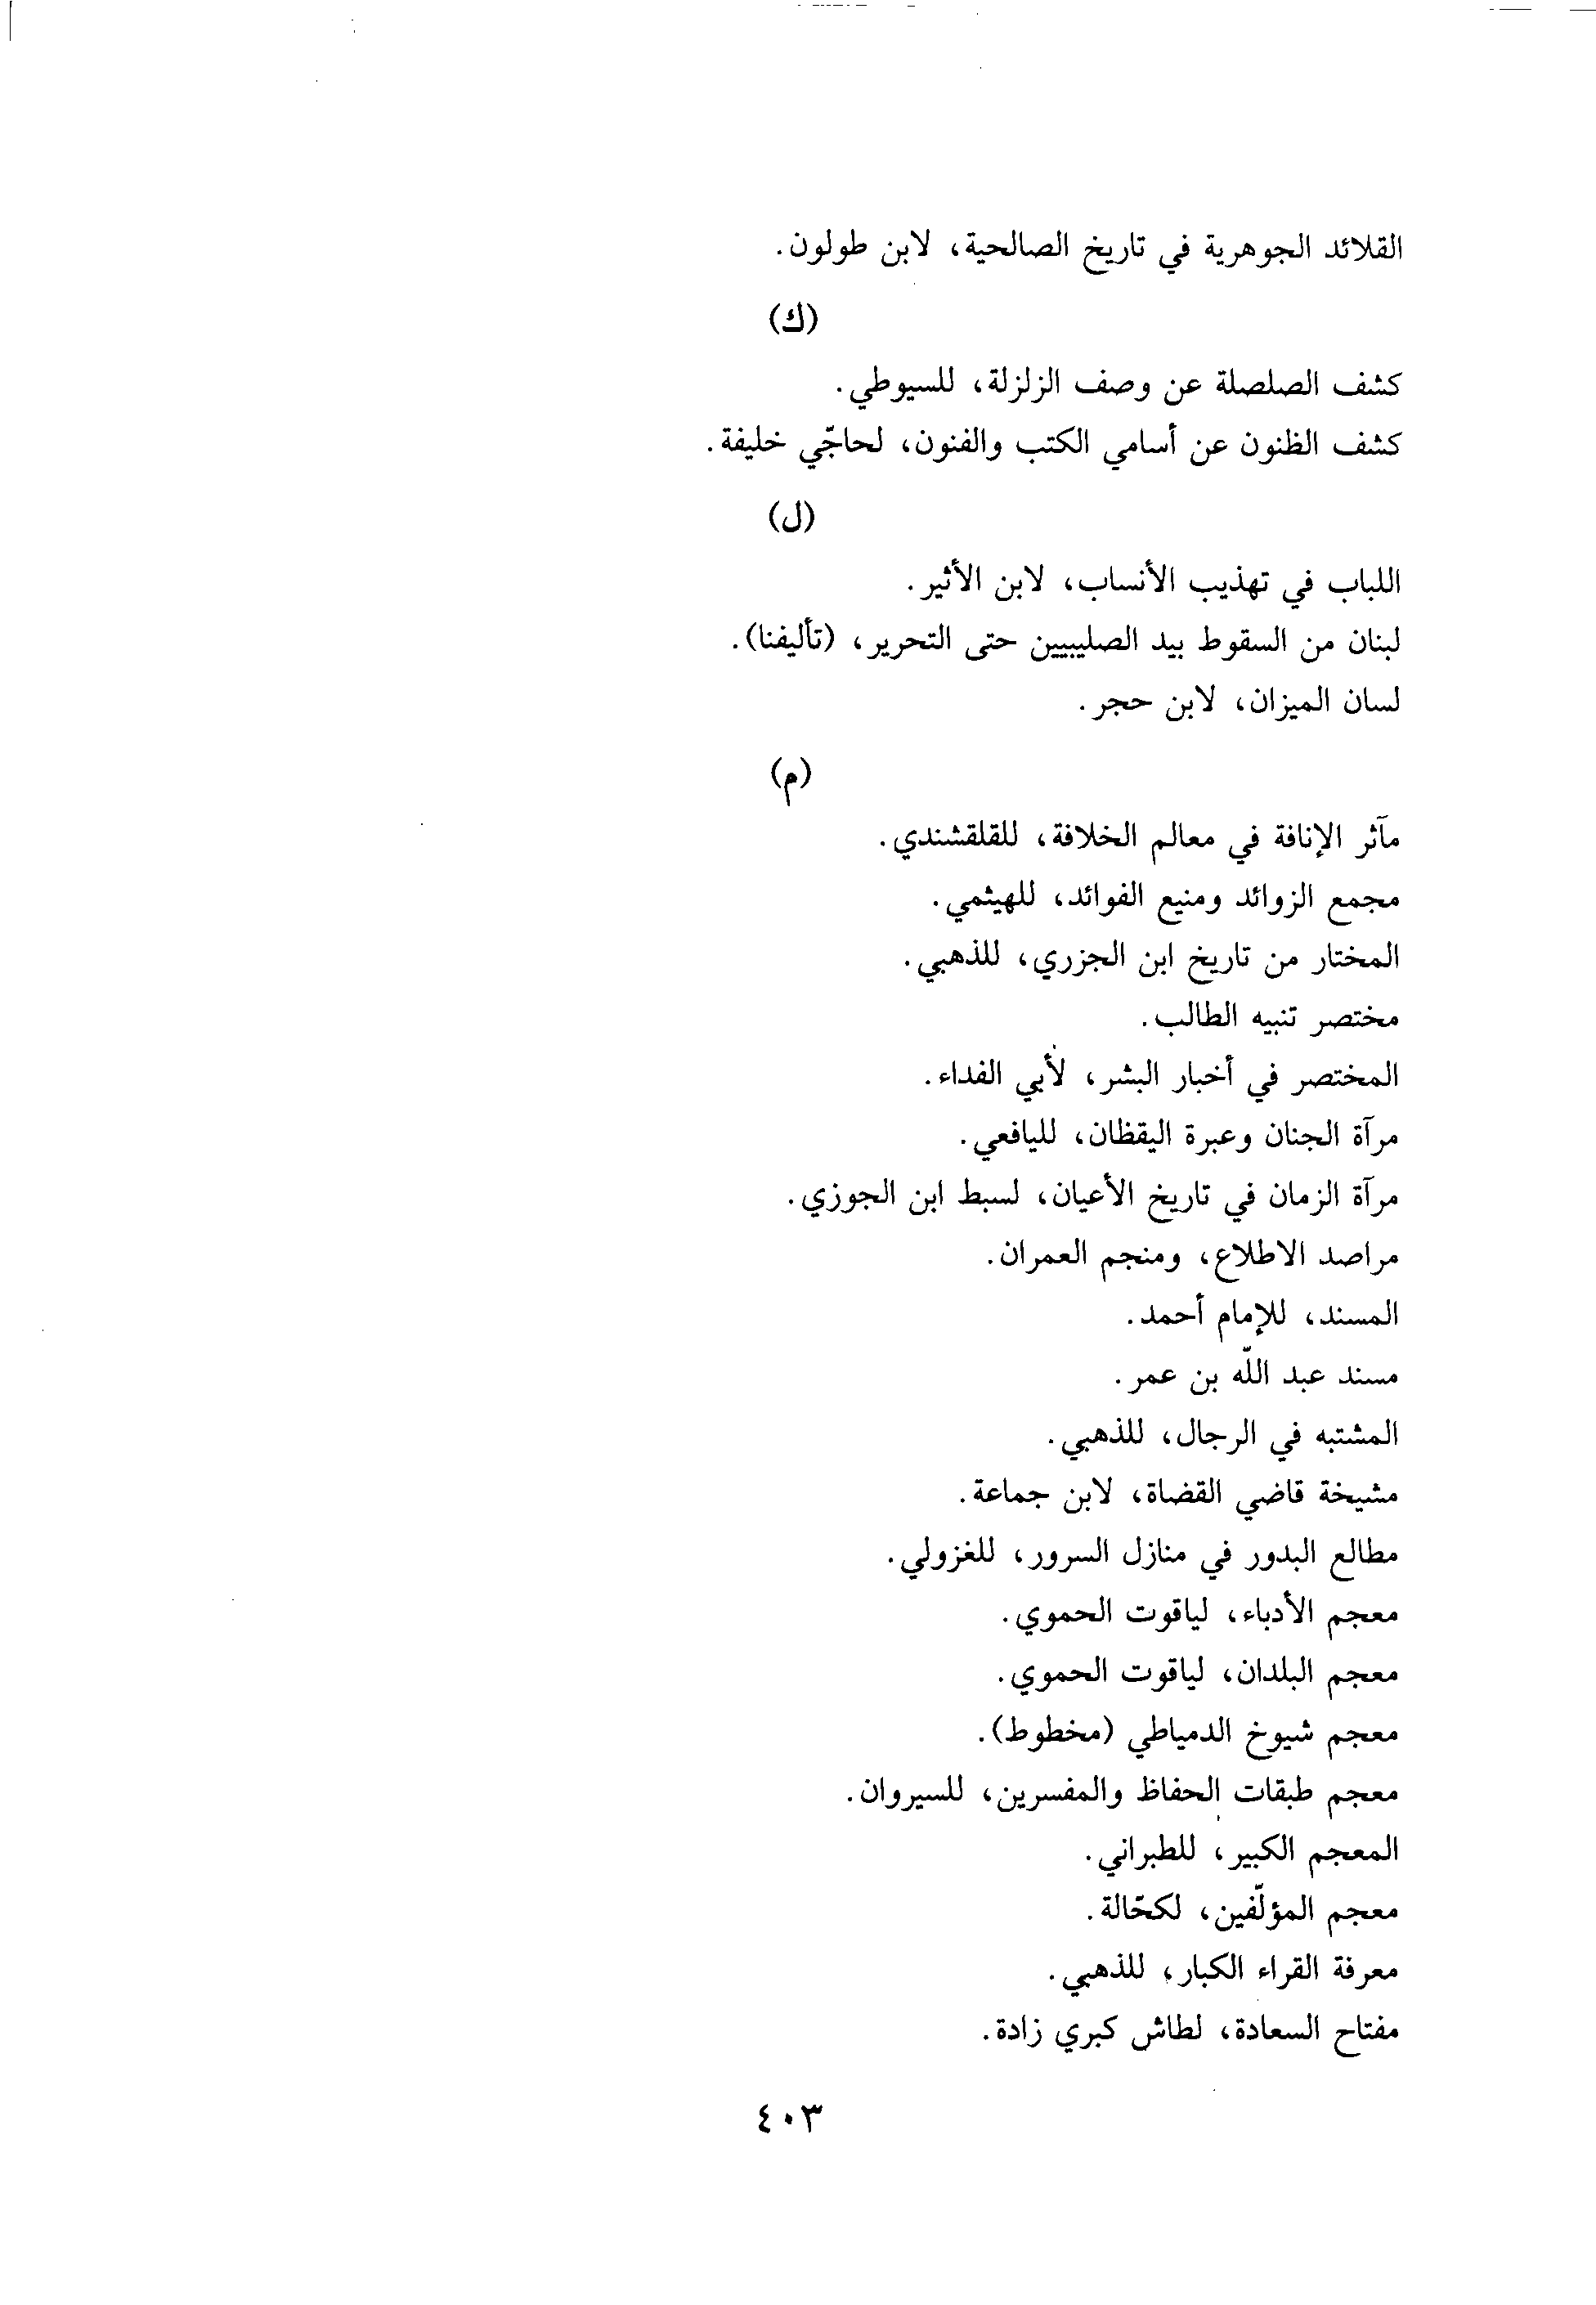 القلائد الجوهرية في تاريخ الصالحية، لابن طولون.
(ك)
كشف الصلصلة عن وصف الزلزلة، للسيوطي.
كشف الظنون عن أسامي الكتب والفنون، لحاجّي خليفة.
(ل)
اللباب في تهذيب الأنساب، لابن الأثير.
لبنان من السقوط بيد الصليبيين حتى التحرير، (تأليفنا).
لسان الميزان، لابن حجر.
(م)
مآثر الإنافة في معالم الخلافة، للقلقشندي.
مجمع الزوائد ومنيع الفوائد، للهيثمي.
المختار من تاريخ ابن الجزري، للذهبي.
مختصر تنبيه الطالب.
المختصر في أخبار البشر، لأبي الفداء.
مرآة الجنان وعبرة اليقظان، لليافعي.
مرآة الزمان في تاريخ الأعيان، لسبط ابن الجوزي.
مراصد الاطلاع، ومنجم العمران.
المسند، للإمام أحمد.
مسند عبد اللّه بن عمر.
المشتبه في الرجال، للذهبي.
مشيخة قاضي القضاة، لابن جماعة.
مطالع البدور في منازل السرور، للغزولي.
معجم الأدباء، لياقوت الحموي.
معجم البلدان، لياقوت الحموي.
معجم شيوخ الدمياطي (مخطوط).
معجم طبقات الحفاظ والمفسرين، للسيروان.
المعجم الكبير، للطبراني.
معجم المؤلّفين، لكحّالة.
معرفة القراء الكبار، للذهبي.
مفتاح السعادة، لطاش كبري زادة.
٤٠٣